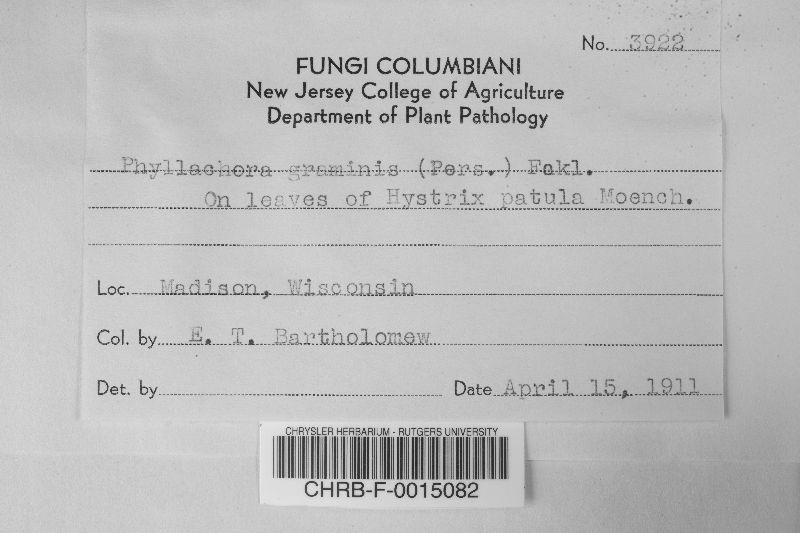 No. 3922
FUNGI COLUMBIANI
New Jersey College of Agriculture
Department of Plant Pathology
Phyllachora graminis (Pers.) Fckl.
On leaves of Hystrix patula Moench.
Loc. Madison, Wisconsin
Col. by E. T. Bartholomew
Det. by
Date April 15, 1911
CHRYSLER HERBARIUM - RUTGERS UNIVERSITY
CHRB-F-0015082